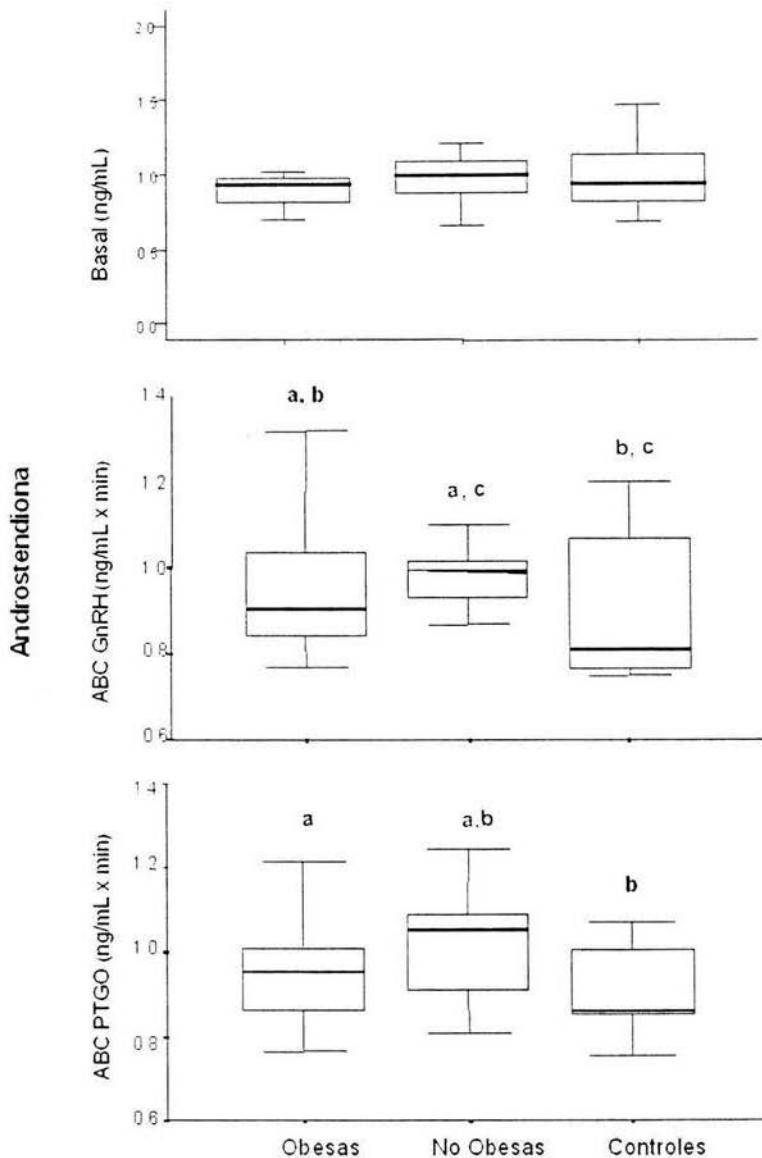 Androstendiona
Basal (ng/mL)
2.0
1.5
1.0
0.5
0.0
ABC GnRH (ng/mL x min)
1.4
1.2
1.0
0.8
0.6
a, b
a, c
b, c
ABC PTGO (ng/mL x min)
1.4
1.2
1.0
0.8
0.6
a
a,b
b
Obesas No Obesas Controles